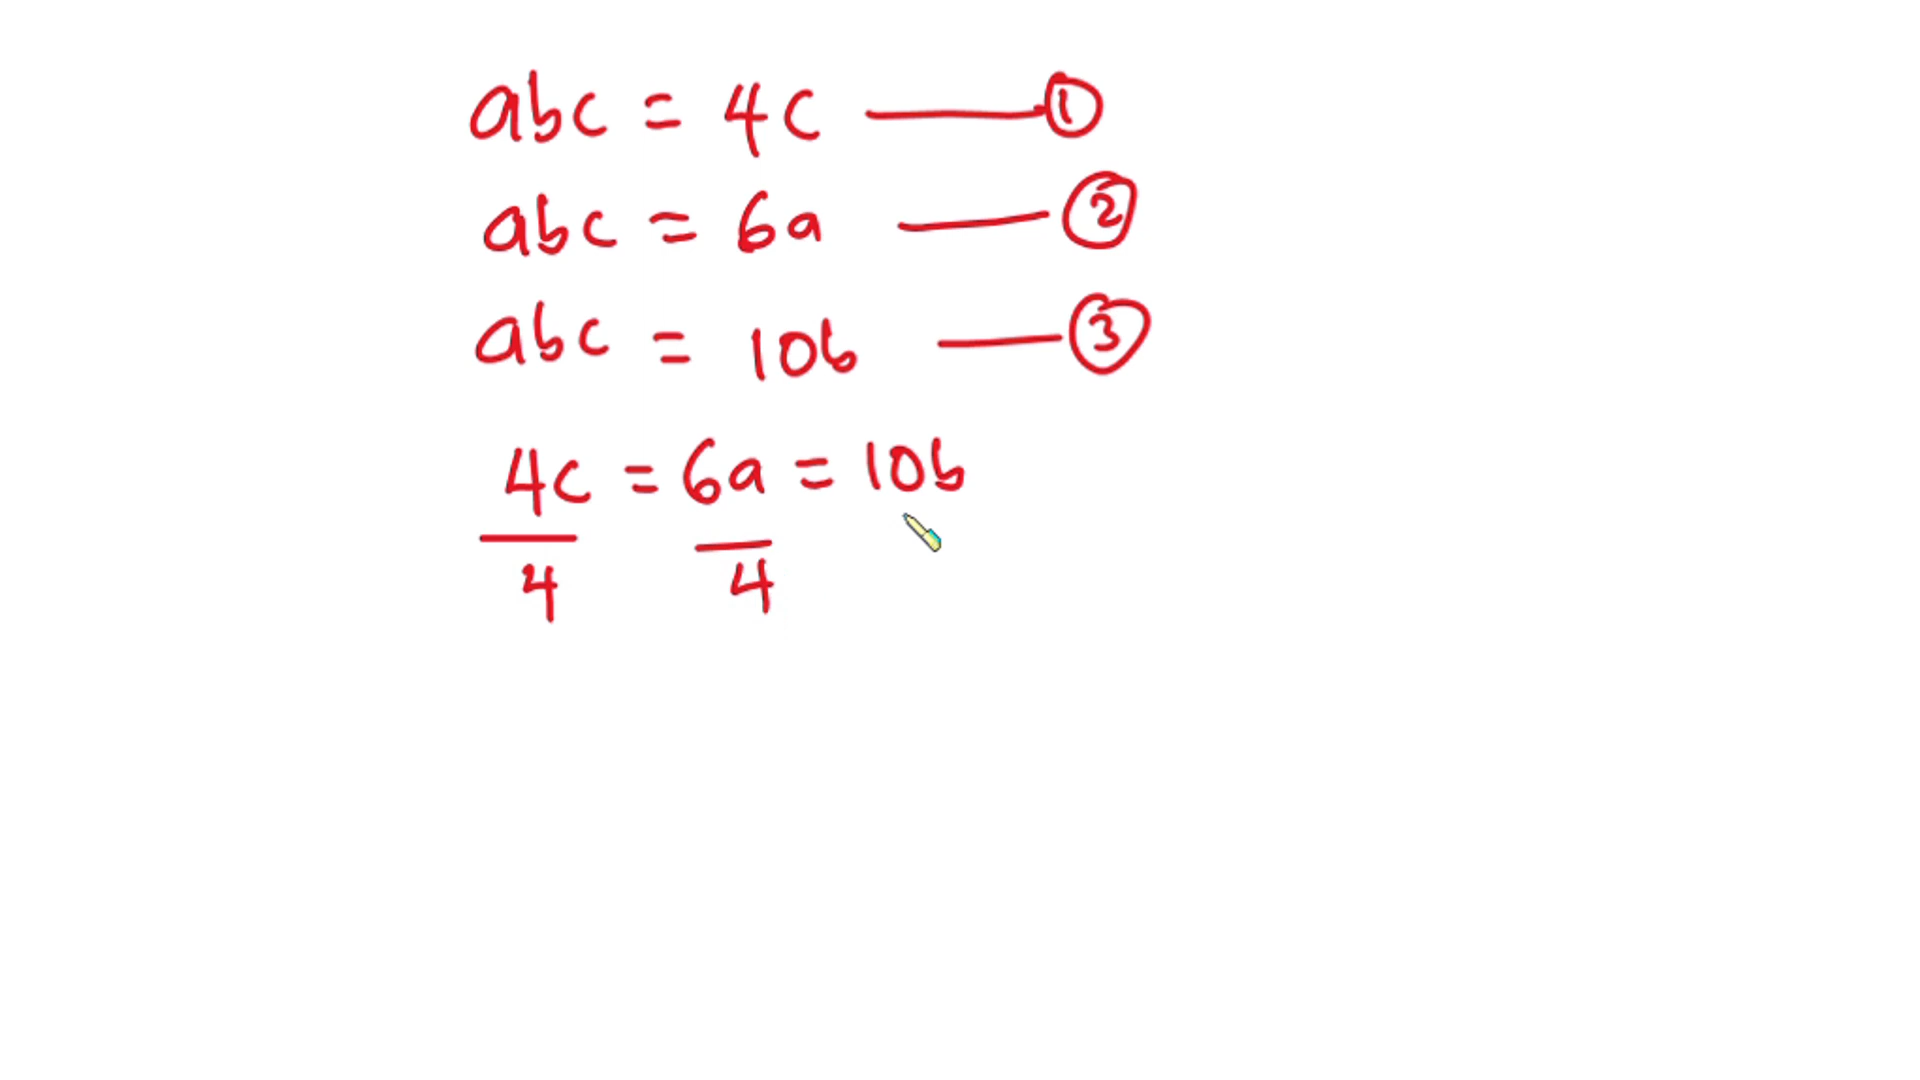 abc = 4c —— ①
abc = 6a —— ②
abc = 10b —— ③
4c = 6a = 10b
4 4